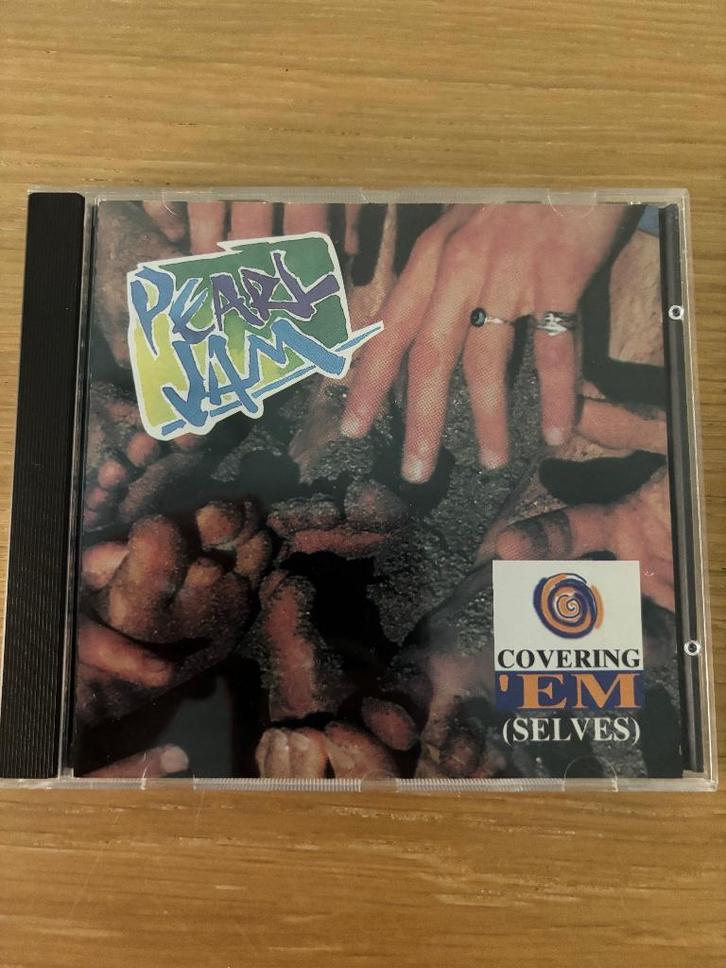 PEARL
JAM
COVERING
'EM
(SELVES)